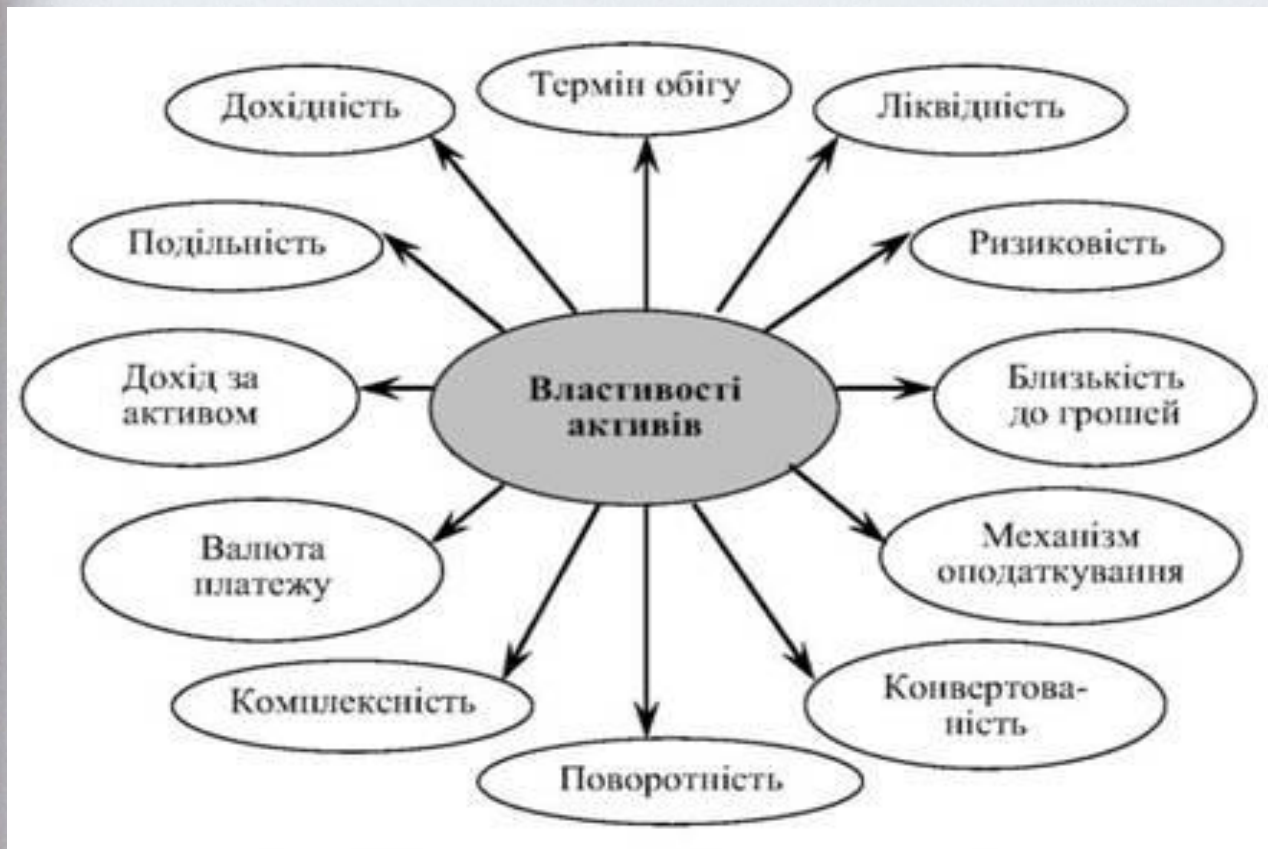 Термін обігу
Дохідність
Ліквідність
Подільність
Ризиковість
Дохід за
активом
Властивості
активів
Близькість
до грошей
Валюта
платежу
Механізм
оподаткування
Комплексність
Конвертова-
ність
Поворотність